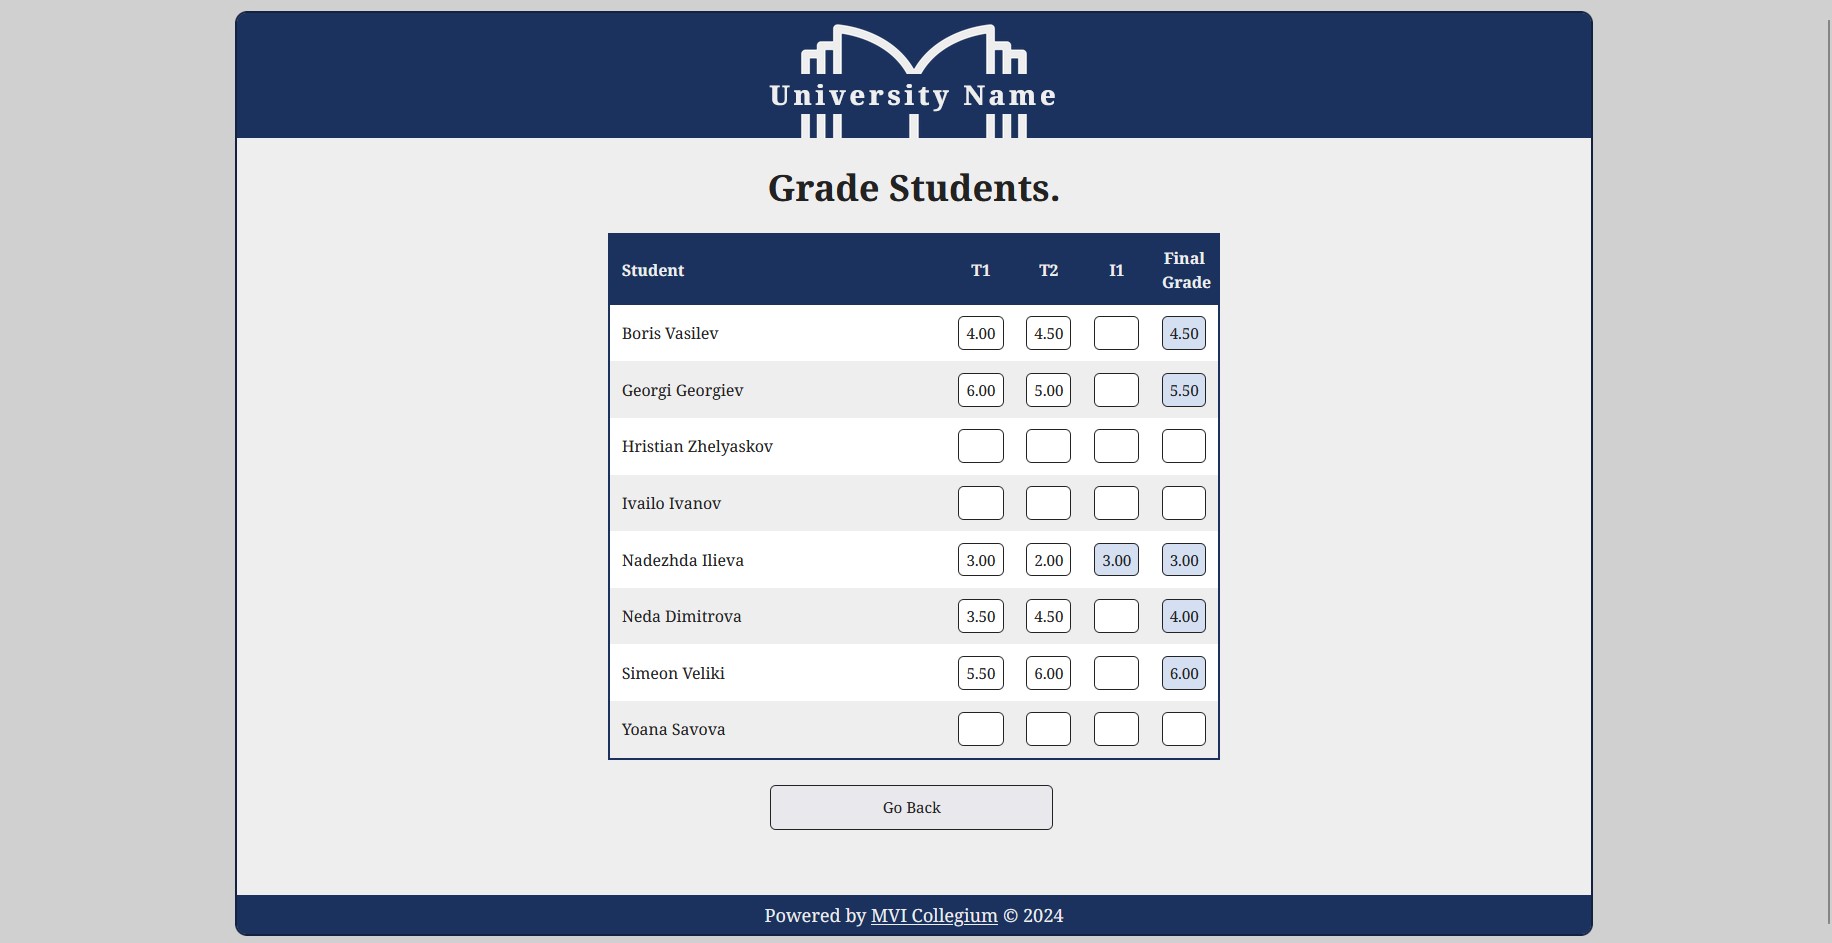 University Name
Grade Students.
Student T1 T2 I1 Final Grade
Boris Vasilev 4.00 4.50 4.50
Georgi Georgiev 6.00 5.00 5.50
Hristian Zhelyaskov
Ivailo Ivanov
Nadezhda Ilieva 3.00 2.00 3.00 3.00
Neda Dimitrova 3.50 4.50 4.00
Simeon Veliki 5.50 6.00 6.00
Yoana Savova
Go Back
Powered by MVI Collegium © 2024